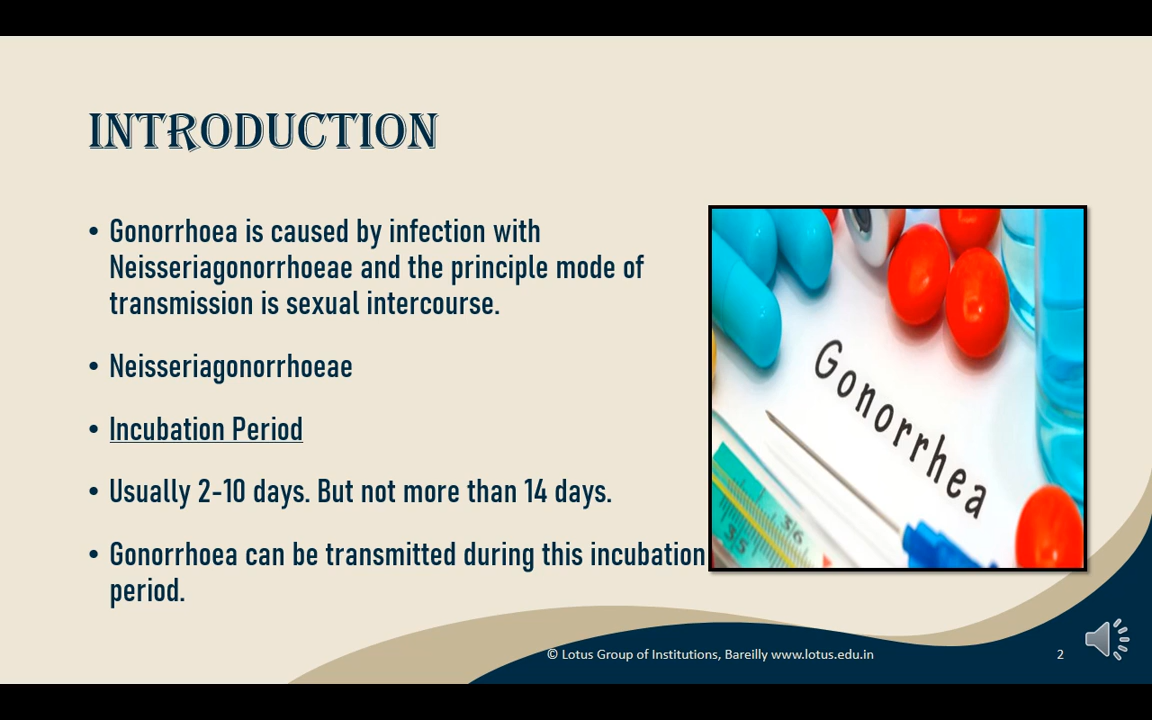 INTRODUCTION
• Gonorrhoea is caused by infection with
Neisseriagonorrhoeae and the principle mode of
transmission is sexual intercourse.
• Neisseriagonorrhoeae
• Incubation Period
• Usually 2-10 days. But not more than 14 days.
• Gonorrhoea can be transmitted during this incubation
period.
Gonorrhea
36
35
© Lotus Group of Institutions, Bareilly www.lotus.edu.in
2